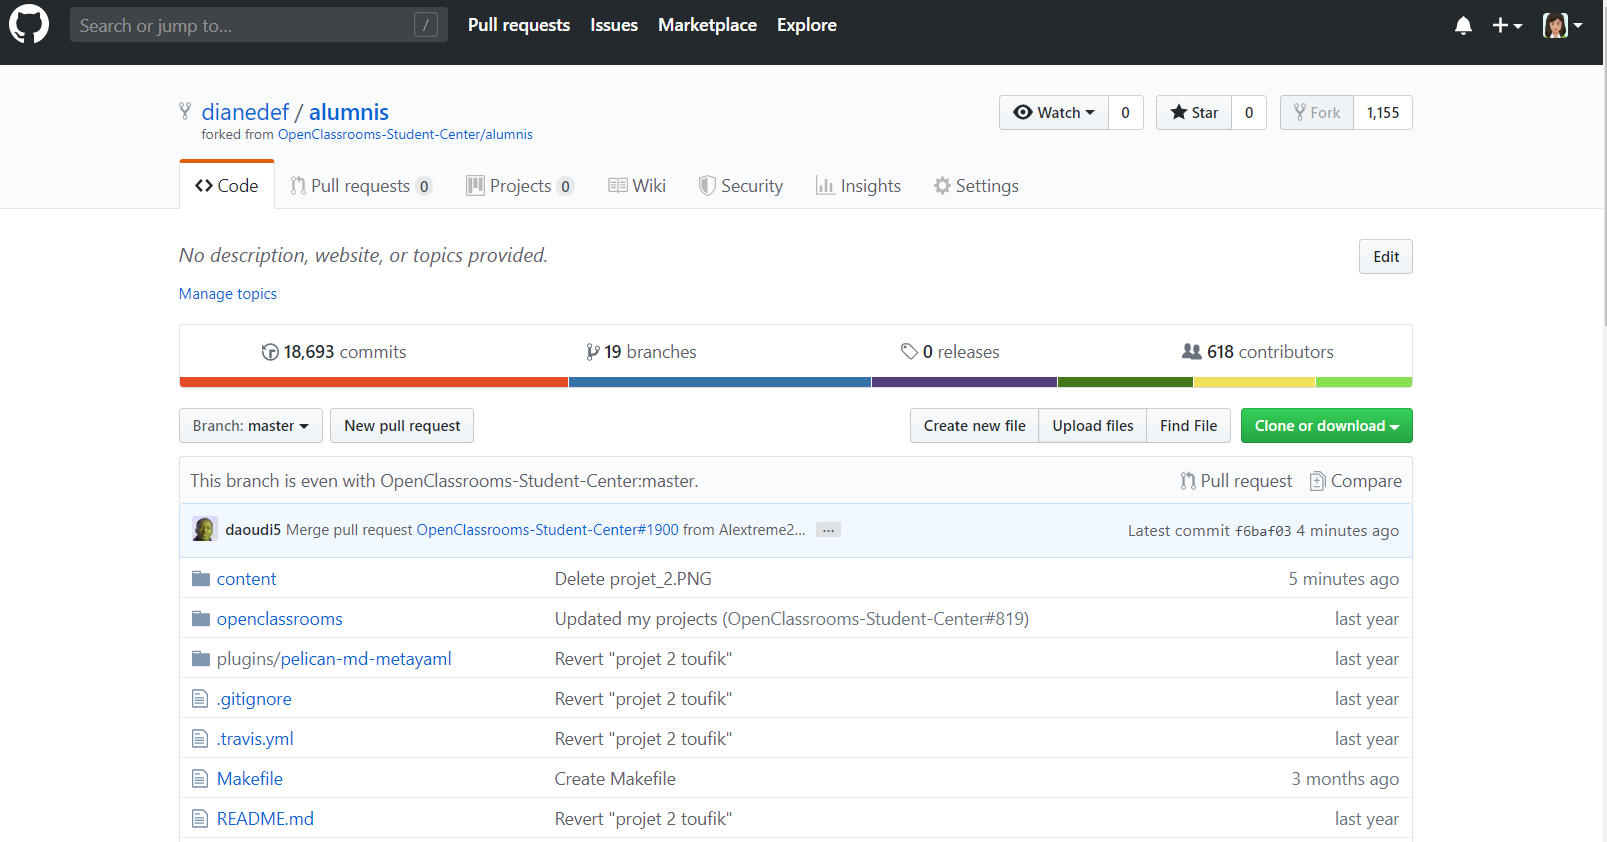 Search or jump to... /
Pull requests Issues Marketplace Explore
dianedef / alumnis
forked from OpenClassrooms-Student-Center/alumnis
Watch 0 Star 0 Fork 1,155
Code Pull requests 0 Projects 0 Wiki Security Insights Settings
No description, website, or topics provided.
Edit
Manage topics
18,693 commits 19 branches 0 releases 618 contributors
Branch: master New pull request Create new file Upload files Find File Clone or download
This branch is even with OpenClassrooms-Student-Center:master. Pull request Compare
daoudi5 Merge pull request OpenClassrooms-Student-Center#1900 from Alextreme2... ... Latest commit f6baf03 4 minutes ago
content Delete projet_2.PNG 5 minutes ago
openclassrooms Updated my projects (OpenClassrooms-Student-Center#819) last year
plugins/pelican-md-metayaml Revert "projet 2 toufik" last year
.gitignore Revert "projet 2 toufik" last year
.travis.yml Revert "projet 2 toufik" last year
Makefile Create Makefile 3 months ago
README.md Revert "projet 2 toufik" last year